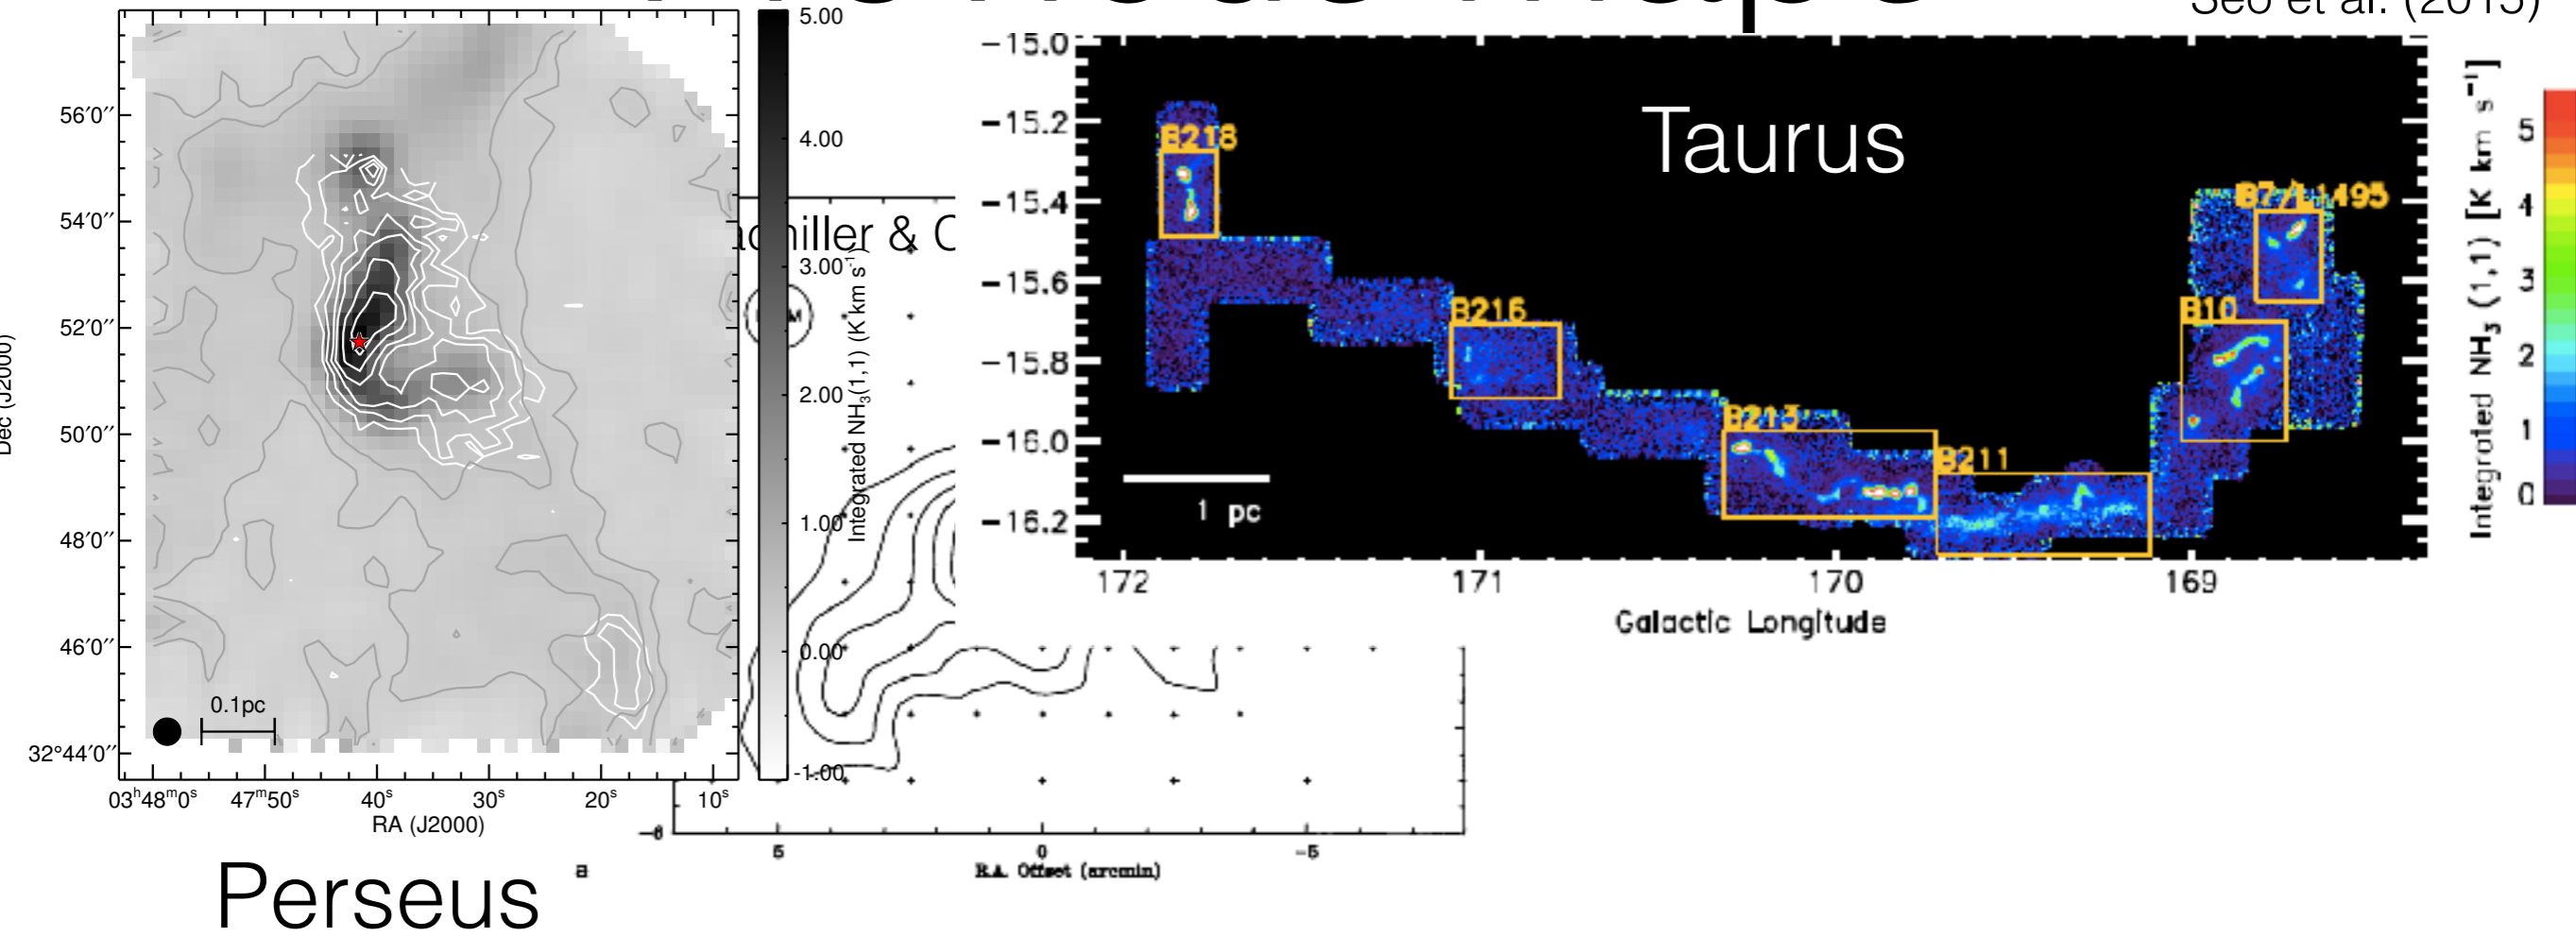 Seo et al. (2015)
Perseus
56′0″
54′0″
52′0″
50′0″
48′0″
46′0″
32°44′0″
Dec (J2000)
0.1pc
03ʰ48ᵐ0ˢ
47ᵐ50ˢ
40ˢ
30ˢ
20ˢ
10ˢ
RA (J2000)
5.00
4.00
3.00
2.00
1.00
0.00
-1.00
Integrated NH₃(1,1) (K km s⁻¹)
& C
-6
5
0
-5
R.A. Offset (arcmin)
a
Taurus
-15.0
-15.2
-15.4
-15.6
-15.8
-16.0
-16.2
B218
B216
B213
B211
B10
B7/L1495
1 pc
172
171
170
169
Galactic Longitude
Integrated NH₃ (1,1) [K km s⁻¹]
5
4
3
2
1
0